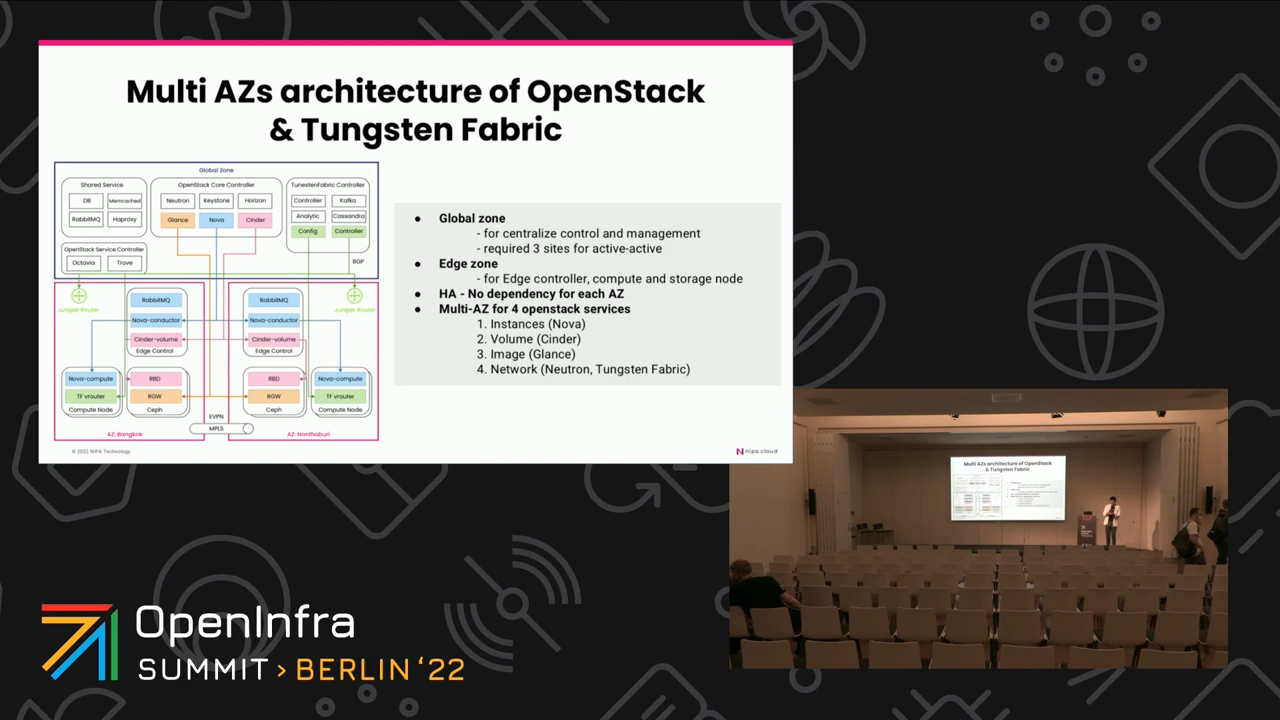 Multi AZs architecture of OpenStack
& Tungsten Fabric
Global Zone
Shared Service
DB
Memcached
RabbitMQ
Haproxy
OpenStack Core Controller
Neutron
Keystone
Horizon
Glance
Nova
Cinder
TunestenFabric Controller
Controller
Kafka
Analytic
Cassandra
Config
Controller
OpenStack Service Controller
Octavia
Trove
BGP
Juniper Router
Juniper Router
RabbitMQ
Nova-conductor
Cinder-volume
Edge Control
RabbitMQ
Nova-conductor
Cinder-volume
Edge Control
Nova-compute
TF vrouter
Compute Node
RBD
RGW
Ceph
RBD
RGW
Ceph
Nova-compute
TF vrouter
Compute Node
EVPN
MPLS
AZ: Bangkok
AZ: Nonthaburi
● Global zone
- for centralize control and management
- required 3 sites for active-active
● Edge zone
- for Edge controller, compute and storage node
● HA - No dependency for each AZ
● Multi-AZ for 4 openstack services
1. Instances (Nova)
2. Volume (Cinder)
3. Image (Glance)
4. Network (Neutron, Tungsten Fabric)
© 2022 NIPA Technology
nipa.cloud
Multi AZs architecture of OpenStack
& Tungsten Fabric
OpenInfra
SUMMIT > BERLIN ‘22